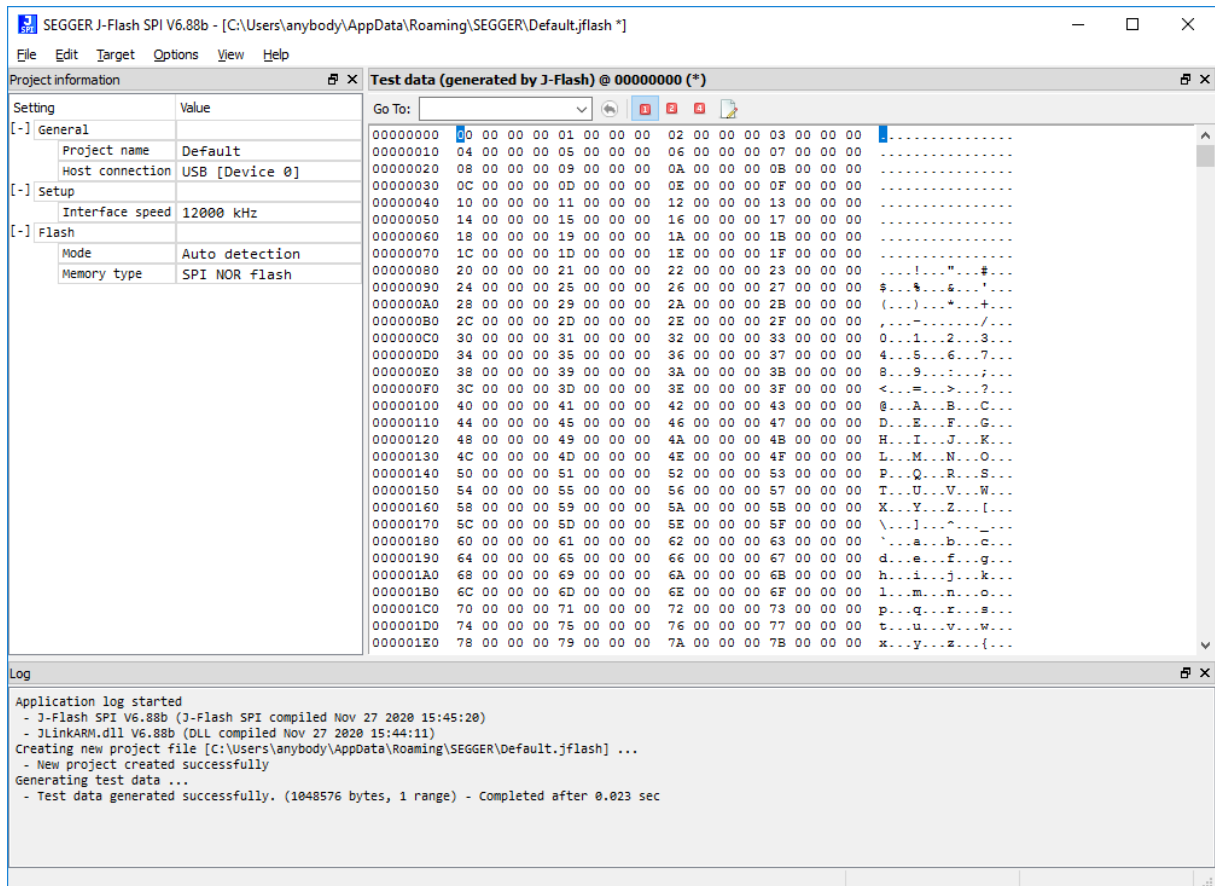 SEGGER J-Flash SPI V6.88b - [C:\Users\anybody\AppData\Roaming\SEGGER\Default.jflash *]
File Edit Target Options View Help
Project information
Setting Value
[-] General
Project name Default
Host connection USB [Device 0]
[-] Setup
Interface speed 12000 kHz
[-] Flash
Mode Auto detection
Memory type SPI NOR flash
Test data (generated by J-Flash) @ 00000000 (*)
Go To: 1 2 4
00000000 00 00 00 00 01 00 00 00 02 00 00 00 03 00 00 00 ................
00000010 04 00 00 00 05 00 00 00 06 00 00 00 07 00 00 00 ................
00000020 08 00 00 00 09 00 00 00 0A 00 00 00 0B 00 00 00 ................
00000030 0C 00 00 00 0D 00 00 00 0E 00 00 00 0F 00 00 00 ................
00000040 10 00 00 00 11 00 00 00 12 00 00 00 13 00 00 00 ................
00000050 14 00 00 00 15 00 00 00 16 00 00 00 17 00 00 00 ................
00000060 18 00 00 00 19 00 00 00 1A 00 00 00 1B 00 00 00 ................
00000070 1C 00 00 00 1D 00 00 00 1E 00 00 00 1F 00 00 00 ................
00000080 20 00 00 00 21 00 00 00 22 00 00 00 23 00 00 00 ....!..."...#...
00000090 24 00 00 00 25 00 00 00 26 00 00 00 27 00 00 00 $...%...&...'...
000000A0 28 00 00 00 29 00 00 00 2A 00 00 00 2B 00 00 00 (...)...*...+...
000000B0 2C 00 00 00 2D 00 00 00 2E 00 00 00 2F 00 00 00 ,...-......./...
000000C0 30 00 00 00 31 00 00 00 32 00 00 00 33 00 00 00 0...1...2...3...
000000D0 34 00 00 00 35 00 00 00 36 00 00 00 37 00 00 00 4...5...6...7...
000000E0 38 00 00 00 39 00 00 00 3A 00 00 00 3B 00 00 00 8...9...:...;...
000000F0 3C 00 00 00 3D 00 00 00 3E 00 00 00 3F 00 00 00 <...=...>...?...
00000100 40 00 00 00 41 00 00 00 42 00 00 00 43 00 00 00 @...A...B...C...
00000110 44 00 00 00 45 00 00 00 46 00 00 00 47 00 00 00 D...E...F...G...
00000120 48 00 00 00 49 00 00 00 4A 00 00 00 4B 00 00 00 H...I...J...K...
00000130 4C 00 00 00 4D 00 00 00 4E 00 00 00 4F 00 00 00 L...M...N...O...
00000140 50 00 00 00 51 00 00 00 52 00 00 00 53 00 00 00 P...Q...R...S...
00000150 54 00 00 00 55 00 00 00 56 00 00 00 57 00 00 00 T...U...V...W...
00000160 58 00 00 00 59 00 00 00 5A 00 00 00 5B 00 00 00 X...Y...Z...[...
00000170 5C 00 00 00 5D 00 00 00 5E 00 00 00 5F 00 00 00 \...]...^..._...
00000180 60 00 00 00 61 00 00 00 62 00 00 00 63 00 00 00 `...a...b...c...
00000190 64 00 00 00 65 00 00 00 66 00 00 00 67 00 00 00 d...e...f...g...
000001A0 68 00 00 00 69 00 00 00 6A 00 00 00 6B 00 00 00 h...i...j...k...
000001B0 6C 00 00 00 6D 00 00 00 6E 00 00 00 6F 00 00 00 l...m...n...o...
000001C0 70 00 00 00 71 00 00 00 72 00 00 00 73 00 00 00 p...q...r...s...
000001D0 74 00 00 00 75 00 00 00 76 00 00 00 77 00 00 00 t...u...v...w...
000001E0 78 00 00 00 79 00 00 00 7A 00 00 00 7B 00 00 00 x...y...z...{...
Log
Application log started
- J-Flash SPI V6.88b (J-Flash SPI compiled Nov 27 2020 15:45:20)
- JLinkARM.dll V6.88b (DLL compiled Nov 27 2020 15:44:11)
Creating new project file [C:\Users\anybody\AppData\Roaming\SEGGER\Default.jflash] ...
- New project created successfully
Generating test data ...
- Test data generated successfully. (1048576 bytes, 1 range) - Completed after 0.023 sec